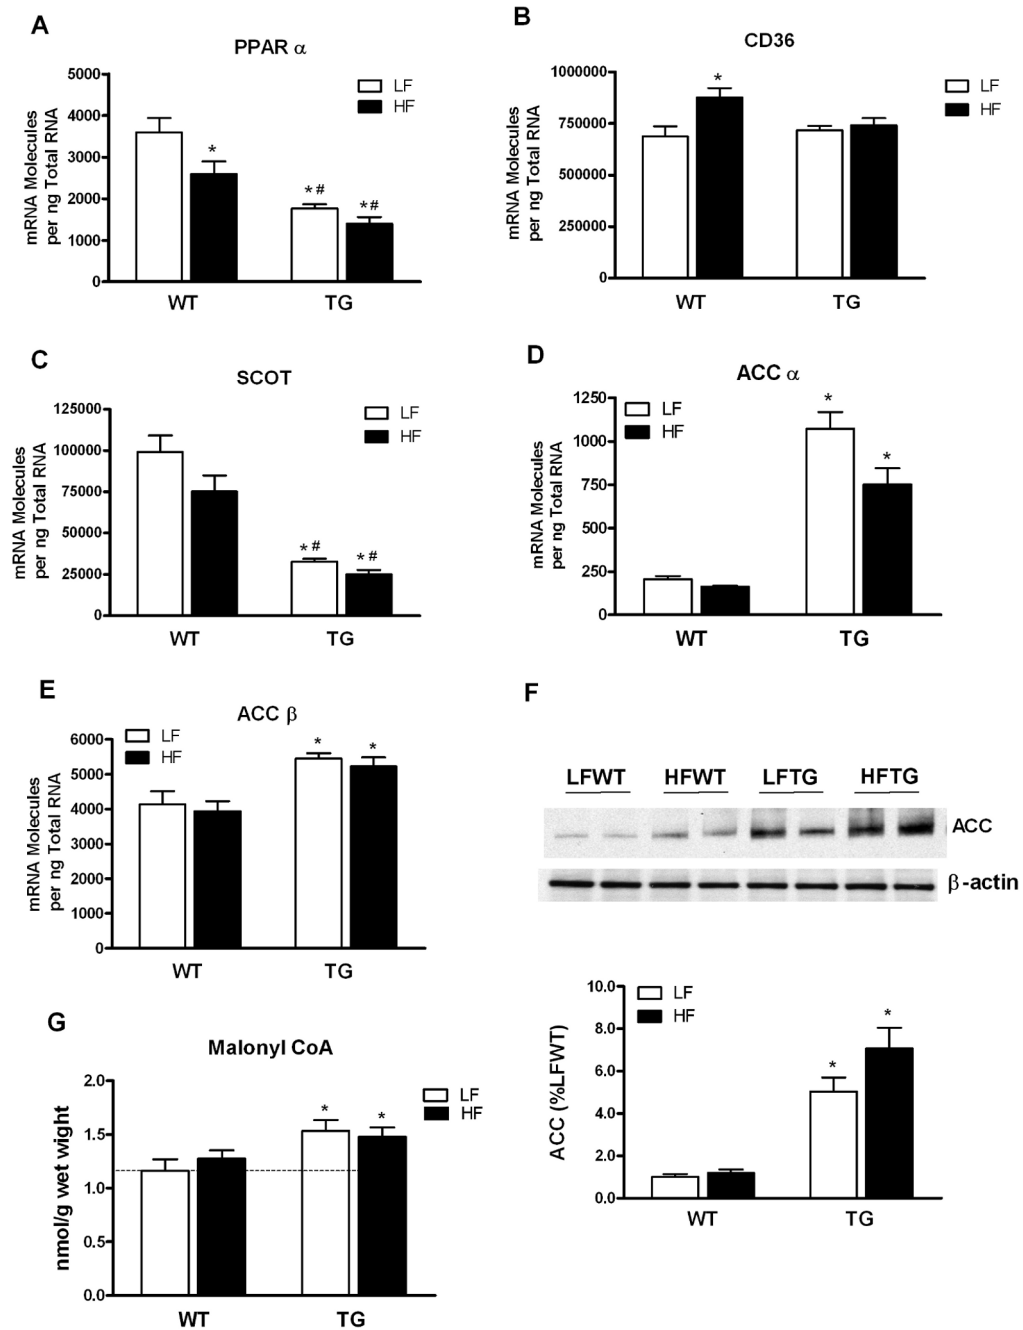 A
PPAR α
mRNA Molecules
per ng Total RNA
5000
4000
3000
2000
1000
0
LF
HF
*
*#
*#
WT
TG
B
CD36
mRNA Molecules
per ng Total RNA
1000000
750000
500000
250000
0
LF
HF
*
WT
TG
C
SCOT
mRNA Molecules
per ng Total RNA
125000
100000
75000
50000
25000
0
LF
HF
*#
*#
WT
TG
D
ACC α
mRNA Molecules
per ng Total RNA
1250
1000
750
500
250
0
LF
HF
*
*
WT
TG
E
ACC β
mRNA Molecules
per ng Total RNA
6000
5000
4000
3000
2000
1000
0
LF
HF
*
*
WT
TG
F
LFWT HFWT LFTG HFTG
ACC
β-actin
ACC (%LFWT)
10.0
8.0
6.0
4.0
2.0
0.0
LF
HF
*
*
WT
TG
G
Malonyl CoA
nmol/g wet wight
2.0
1.5
1.0
0.5
0.0
LF
HF
*
*
WT
TG